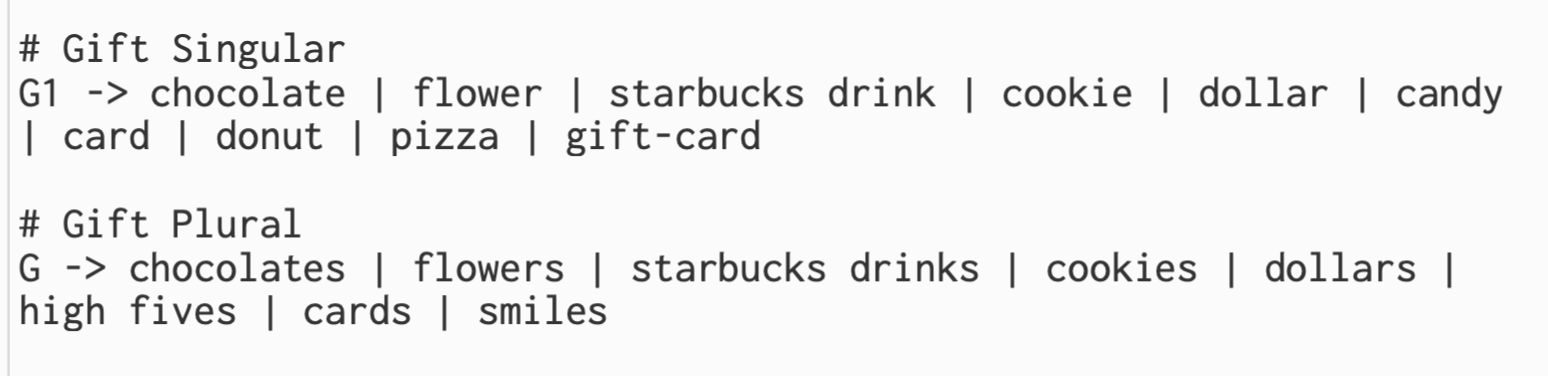 # Gift Singular
G1 -> chocolate | flower | starbucks drink | cookie | dollar | candy
| card | donut | pizza | gift-card
# Gift Plural
G -> chocolates | flowers | starbucks drinks | cookies | dollars |
high fives | cards | smiles